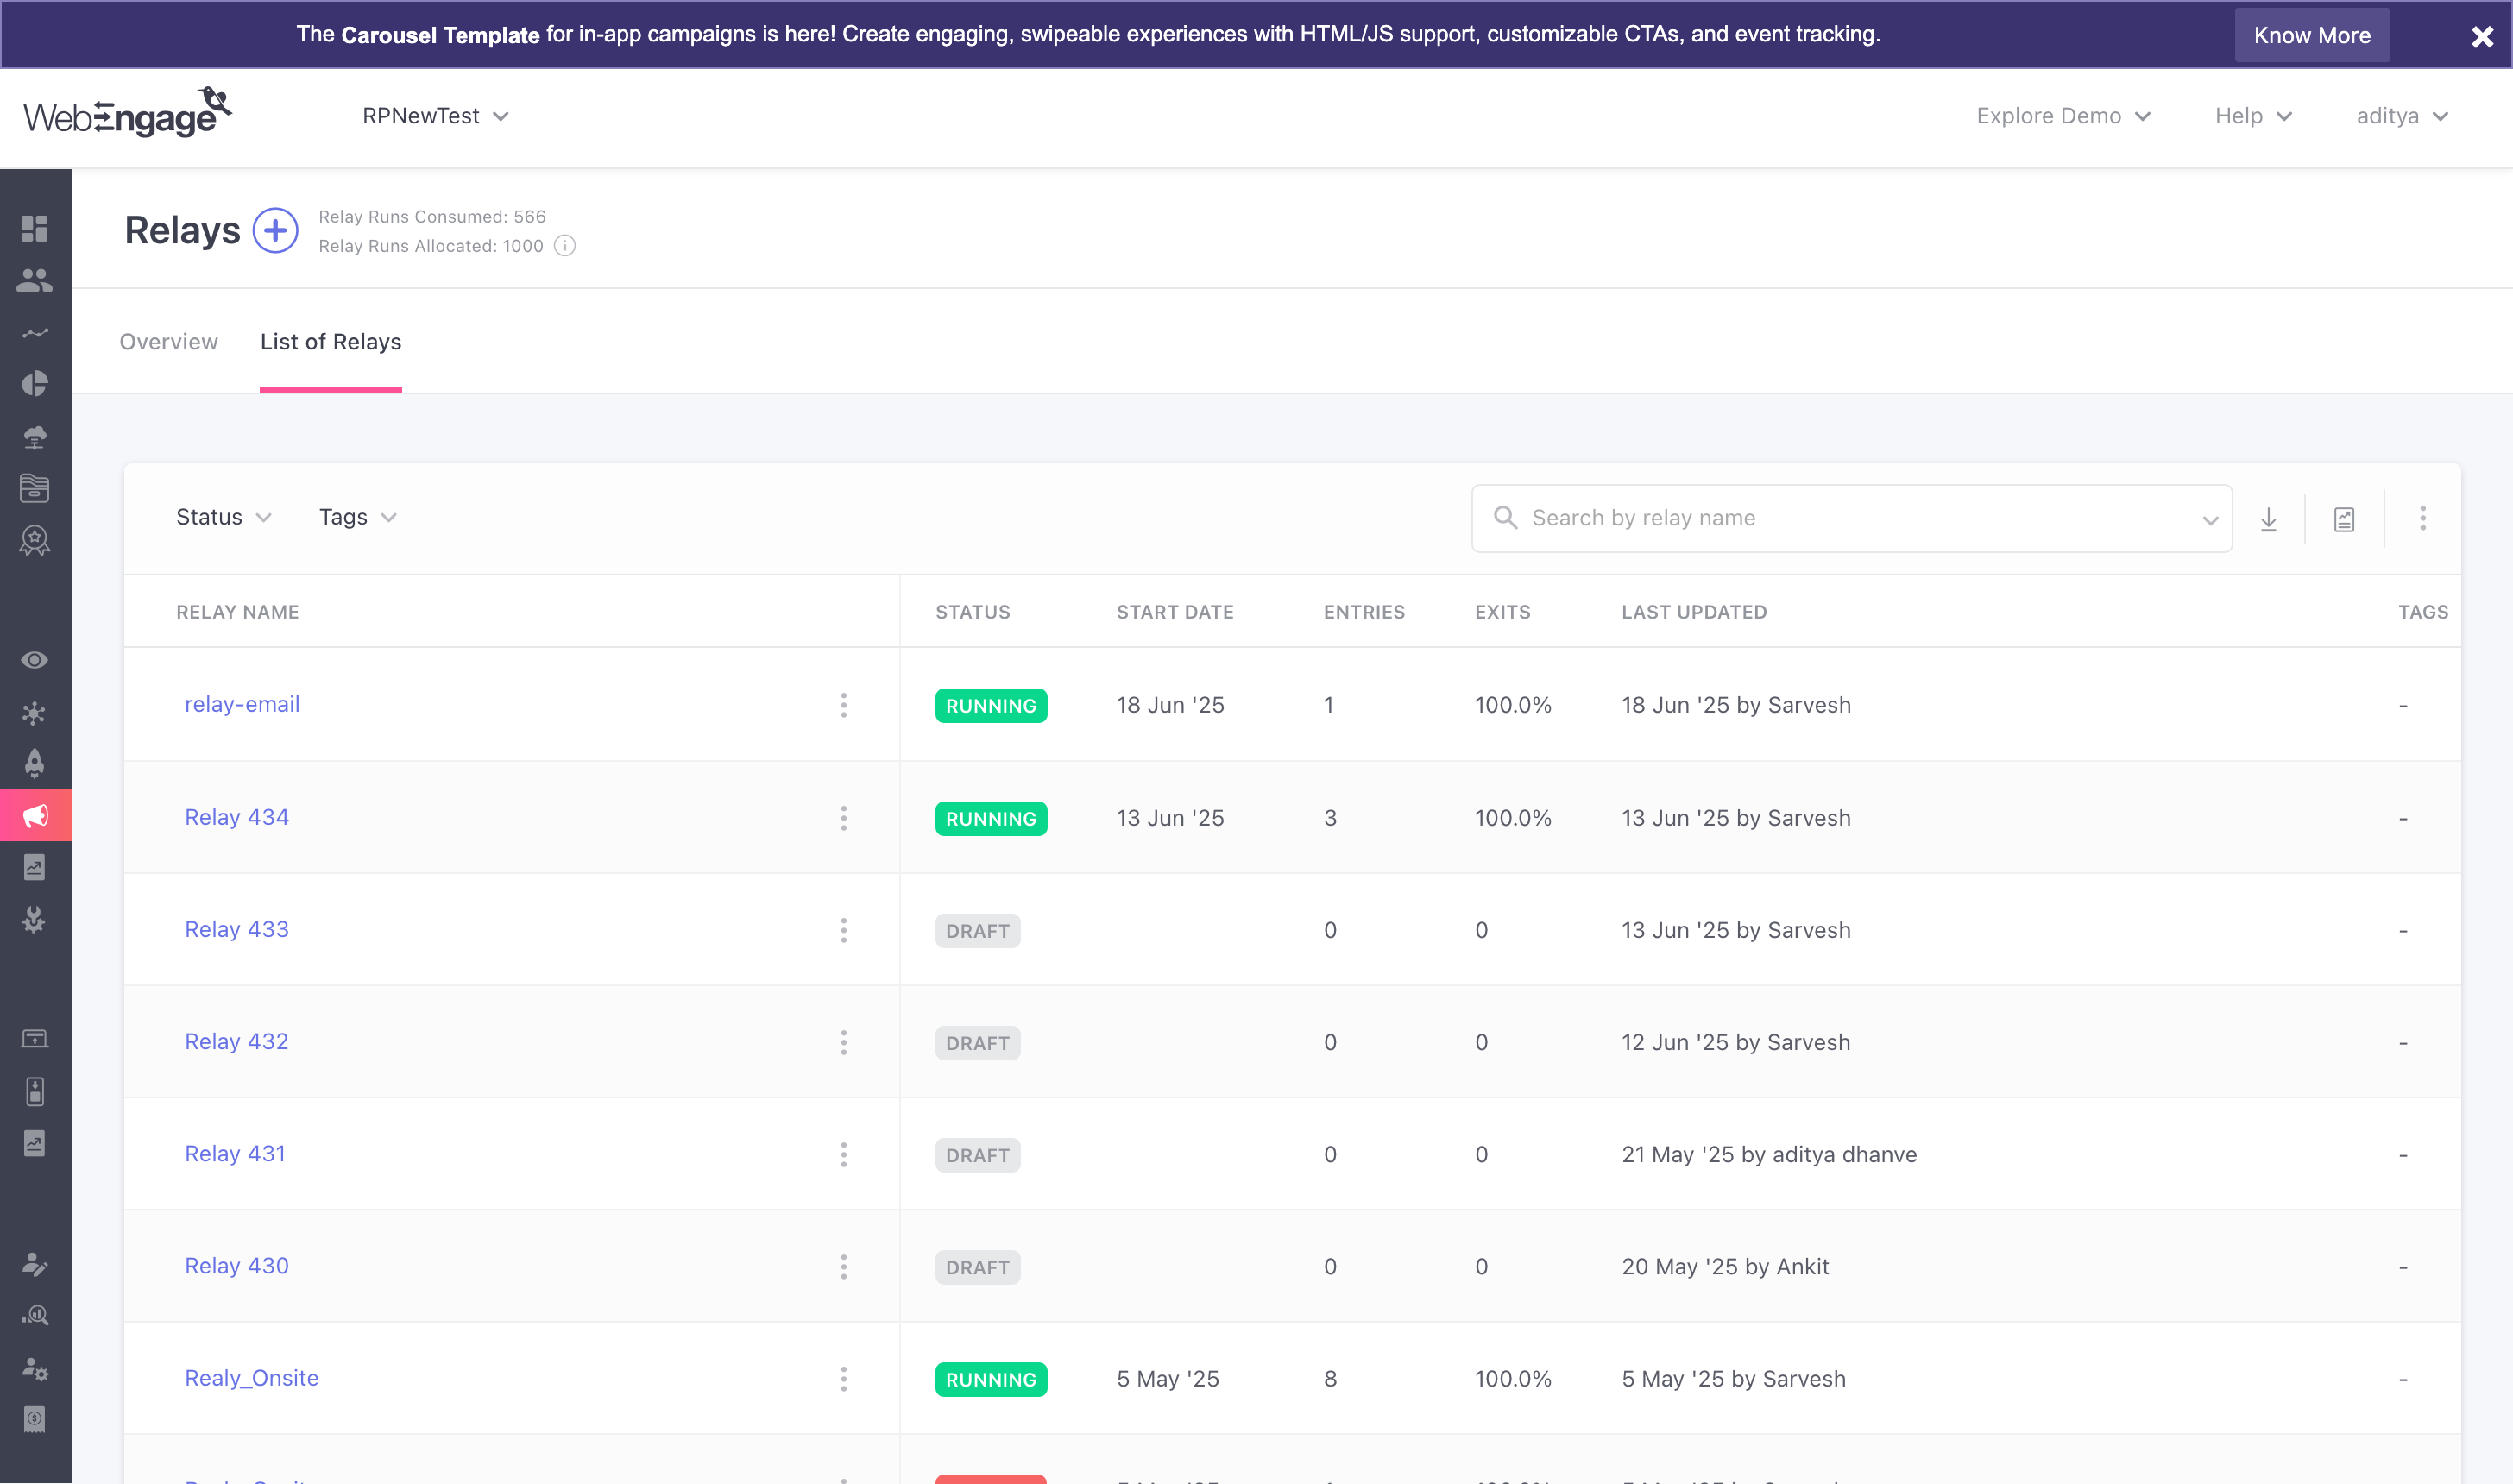 The Carousel Template for in-app campaigns is here! Create engaging, swipeable experiences with HTML/JS support, customizable CTAs, and event tracking.
Know More
WebEngage
RPNewTest
Explore Demo
Help
aditya
Relays
Relay Runs Consumed: 566
Relay Runs Allocated: 1000
Overview
List of Relays
Status
Tags
Search by relay name
RELAY NAME STATUS START DATE ENTRIES EXITS LAST UPDATED TAGS
relay-email RUNNING 18 Jun '25 1 100.0% 18 Jun '25 by Sarvesh -
Relay 434 RUNNING 13 Jun '25 3 100.0% 13 Jun '25 by Sarvesh -
Relay 433 DRAFT 0 0 13 Jun '25 by Sarvesh -
Relay 432 DRAFT 0 0 12 Jun '25 by Sarvesh -
Relay 431 DRAFT 0 0 21 May '25 by aditya dhanve -
Relay 430 DRAFT 0 0 20 May '25 by Ankit -
Realy_Onsite RUNNING 5 May '25 8 100.0% 5 May '25 by Sarvesh -